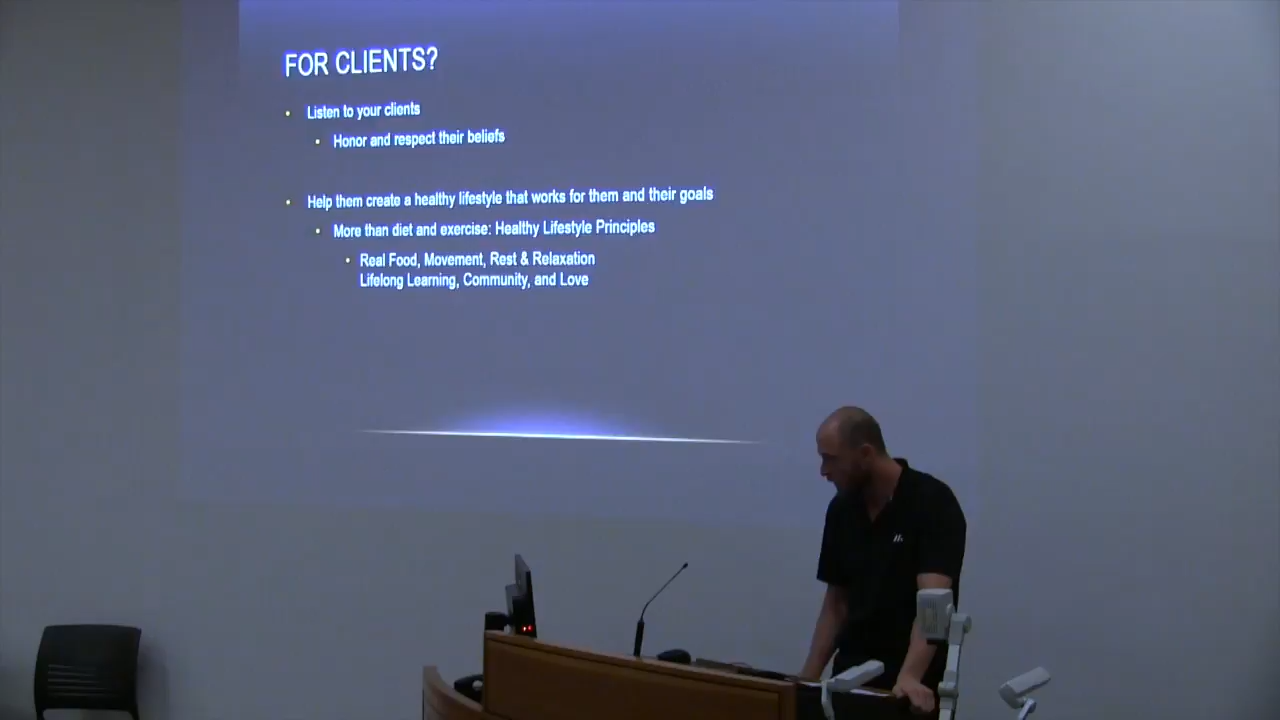 FOR CLIENTS?
• Listen to your clients
• Honor and respect their beliefs
• Help them create a healthy lifestyle that works for them and their goals
• More than diet and exercise: Healthy Lifestyle Principles
• Real Food, Movement, Rest & Relaxation
Lifelong Learning, Community, and Love